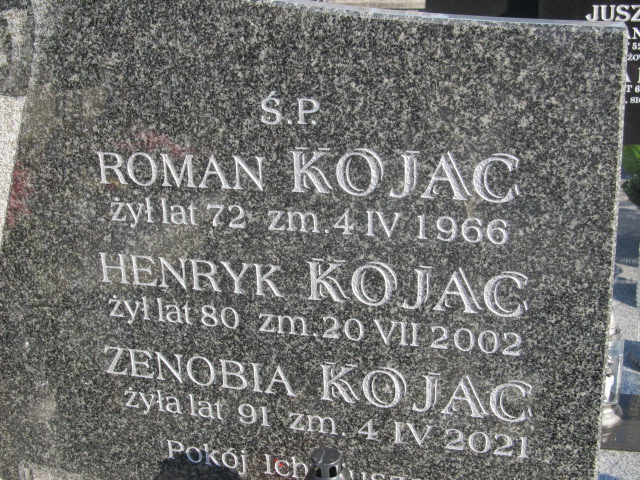 Ś.P.
ROMAN KOJAC
żył lat 72 zm. 4 IV 1966
HENRYK KOJAC
żył lat 80 zm. 20 VII 2002
ZENOBIA KOJAC
żyła lat 91 zm. 4 IV 2021
Pokój Ich